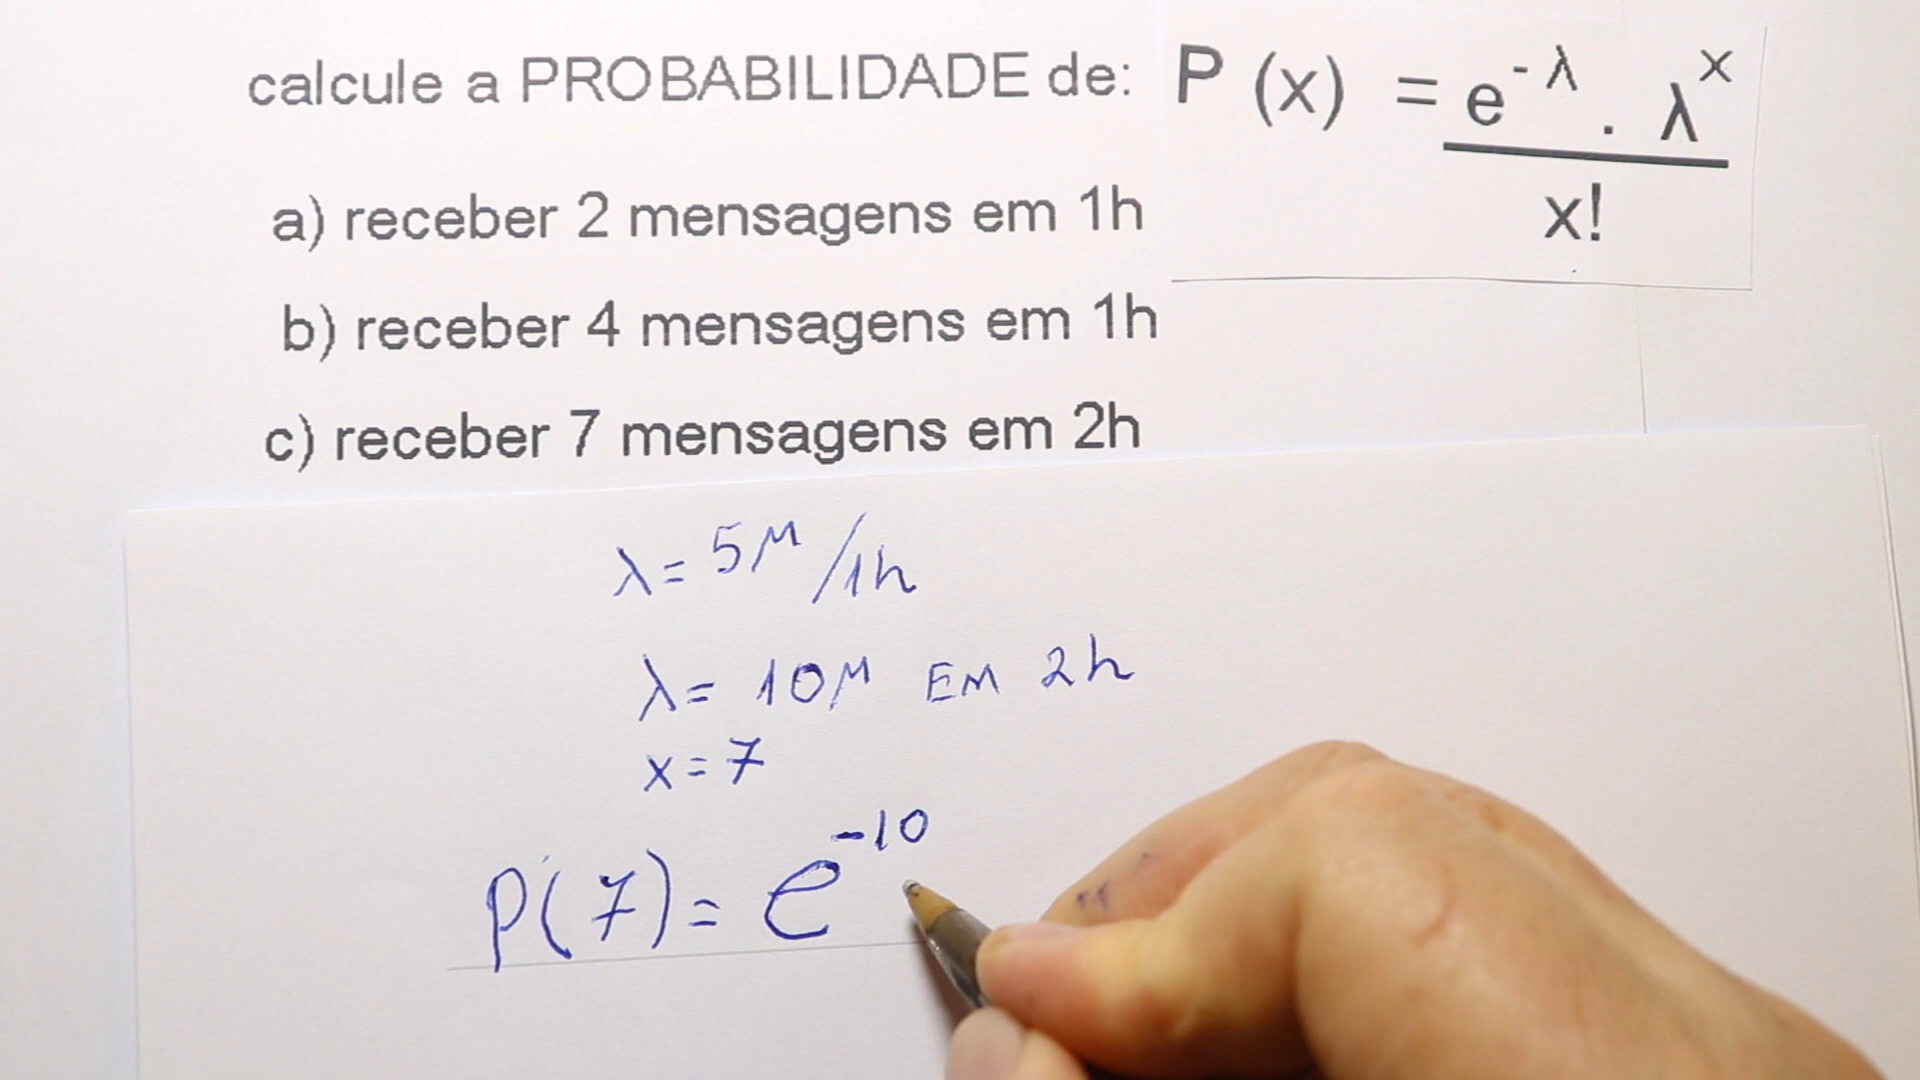 calcule a PROBABILIDADE de:
P (x) = e^-λ . λ^x
x!
a) receber 2 mensagens em 1h
b) receber 4 mensagens em 1h
c) receber 7 mensagens em 2h
λ = 5M/1h
λ = 10M EM 2h
x = 7
P(7) = e^-10